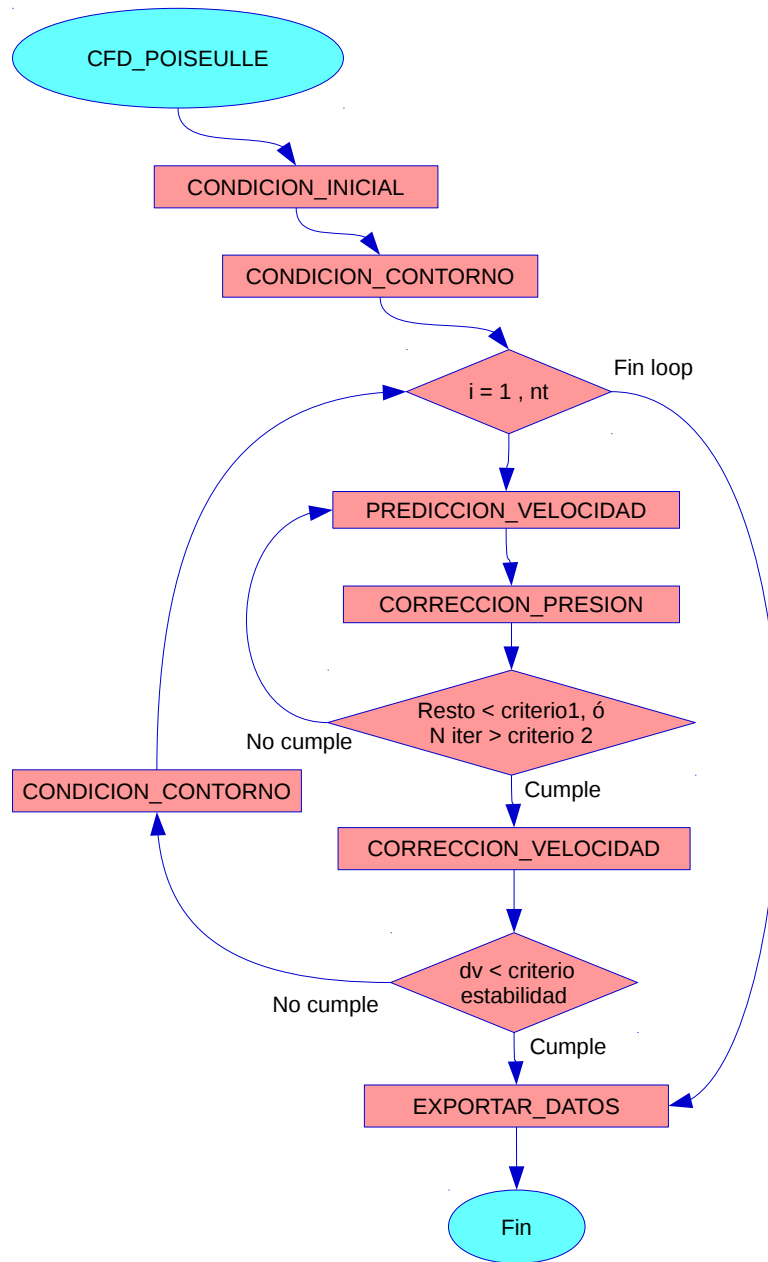 CFD_POISEULLE
CONDICION_INICIAL
CONDICION_CONTORNO
Fin loop
i = 1 , nt
PREDICCION_VELOCIDAD
CORRECCION_PRESION
Resto < criterio1, ó
N iter > criterio 2
No cumple
Cumple
CONDICION_CONTORNO
CORRECCION_VELOCIDAD
dv < criterio
estabilidad
No cumple
Cumple
EXPORTAR_DATOS
Fin